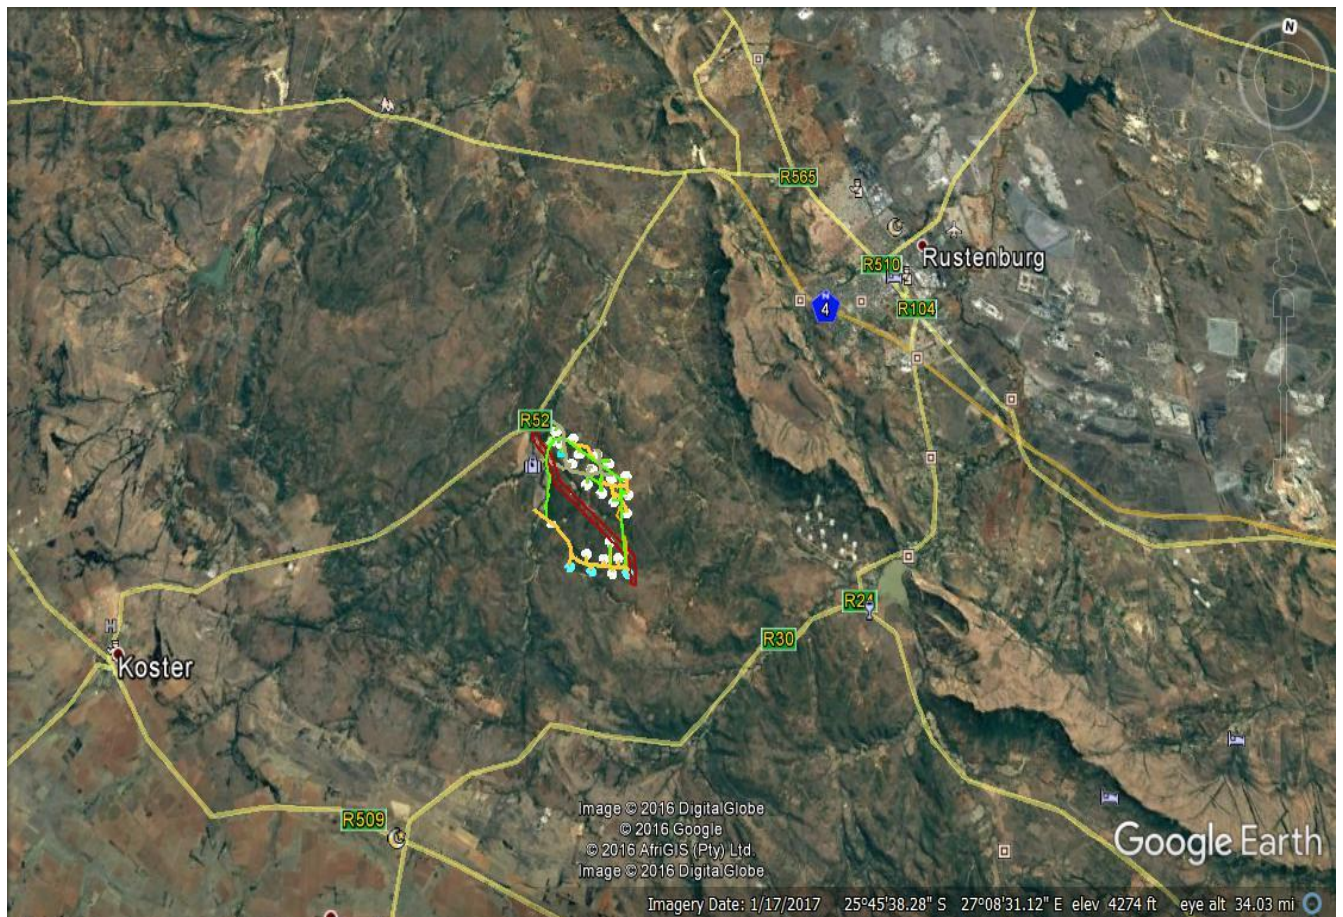 N
R565
R510
Rustenburg
N
4
R104
R52
R24
R30
H
Koster
R509
Image © 2016 DigitalGlobe
© 2016 Google
© 2016 AfriGIS (Pty) Ltd.
Image © 2016 DigitalGlobe
Google Earth
Imagery Date: 1/17/2017 25°45'38.28" S 27°08'31.12" E elev 4274 ft eye alt 34.03 mi